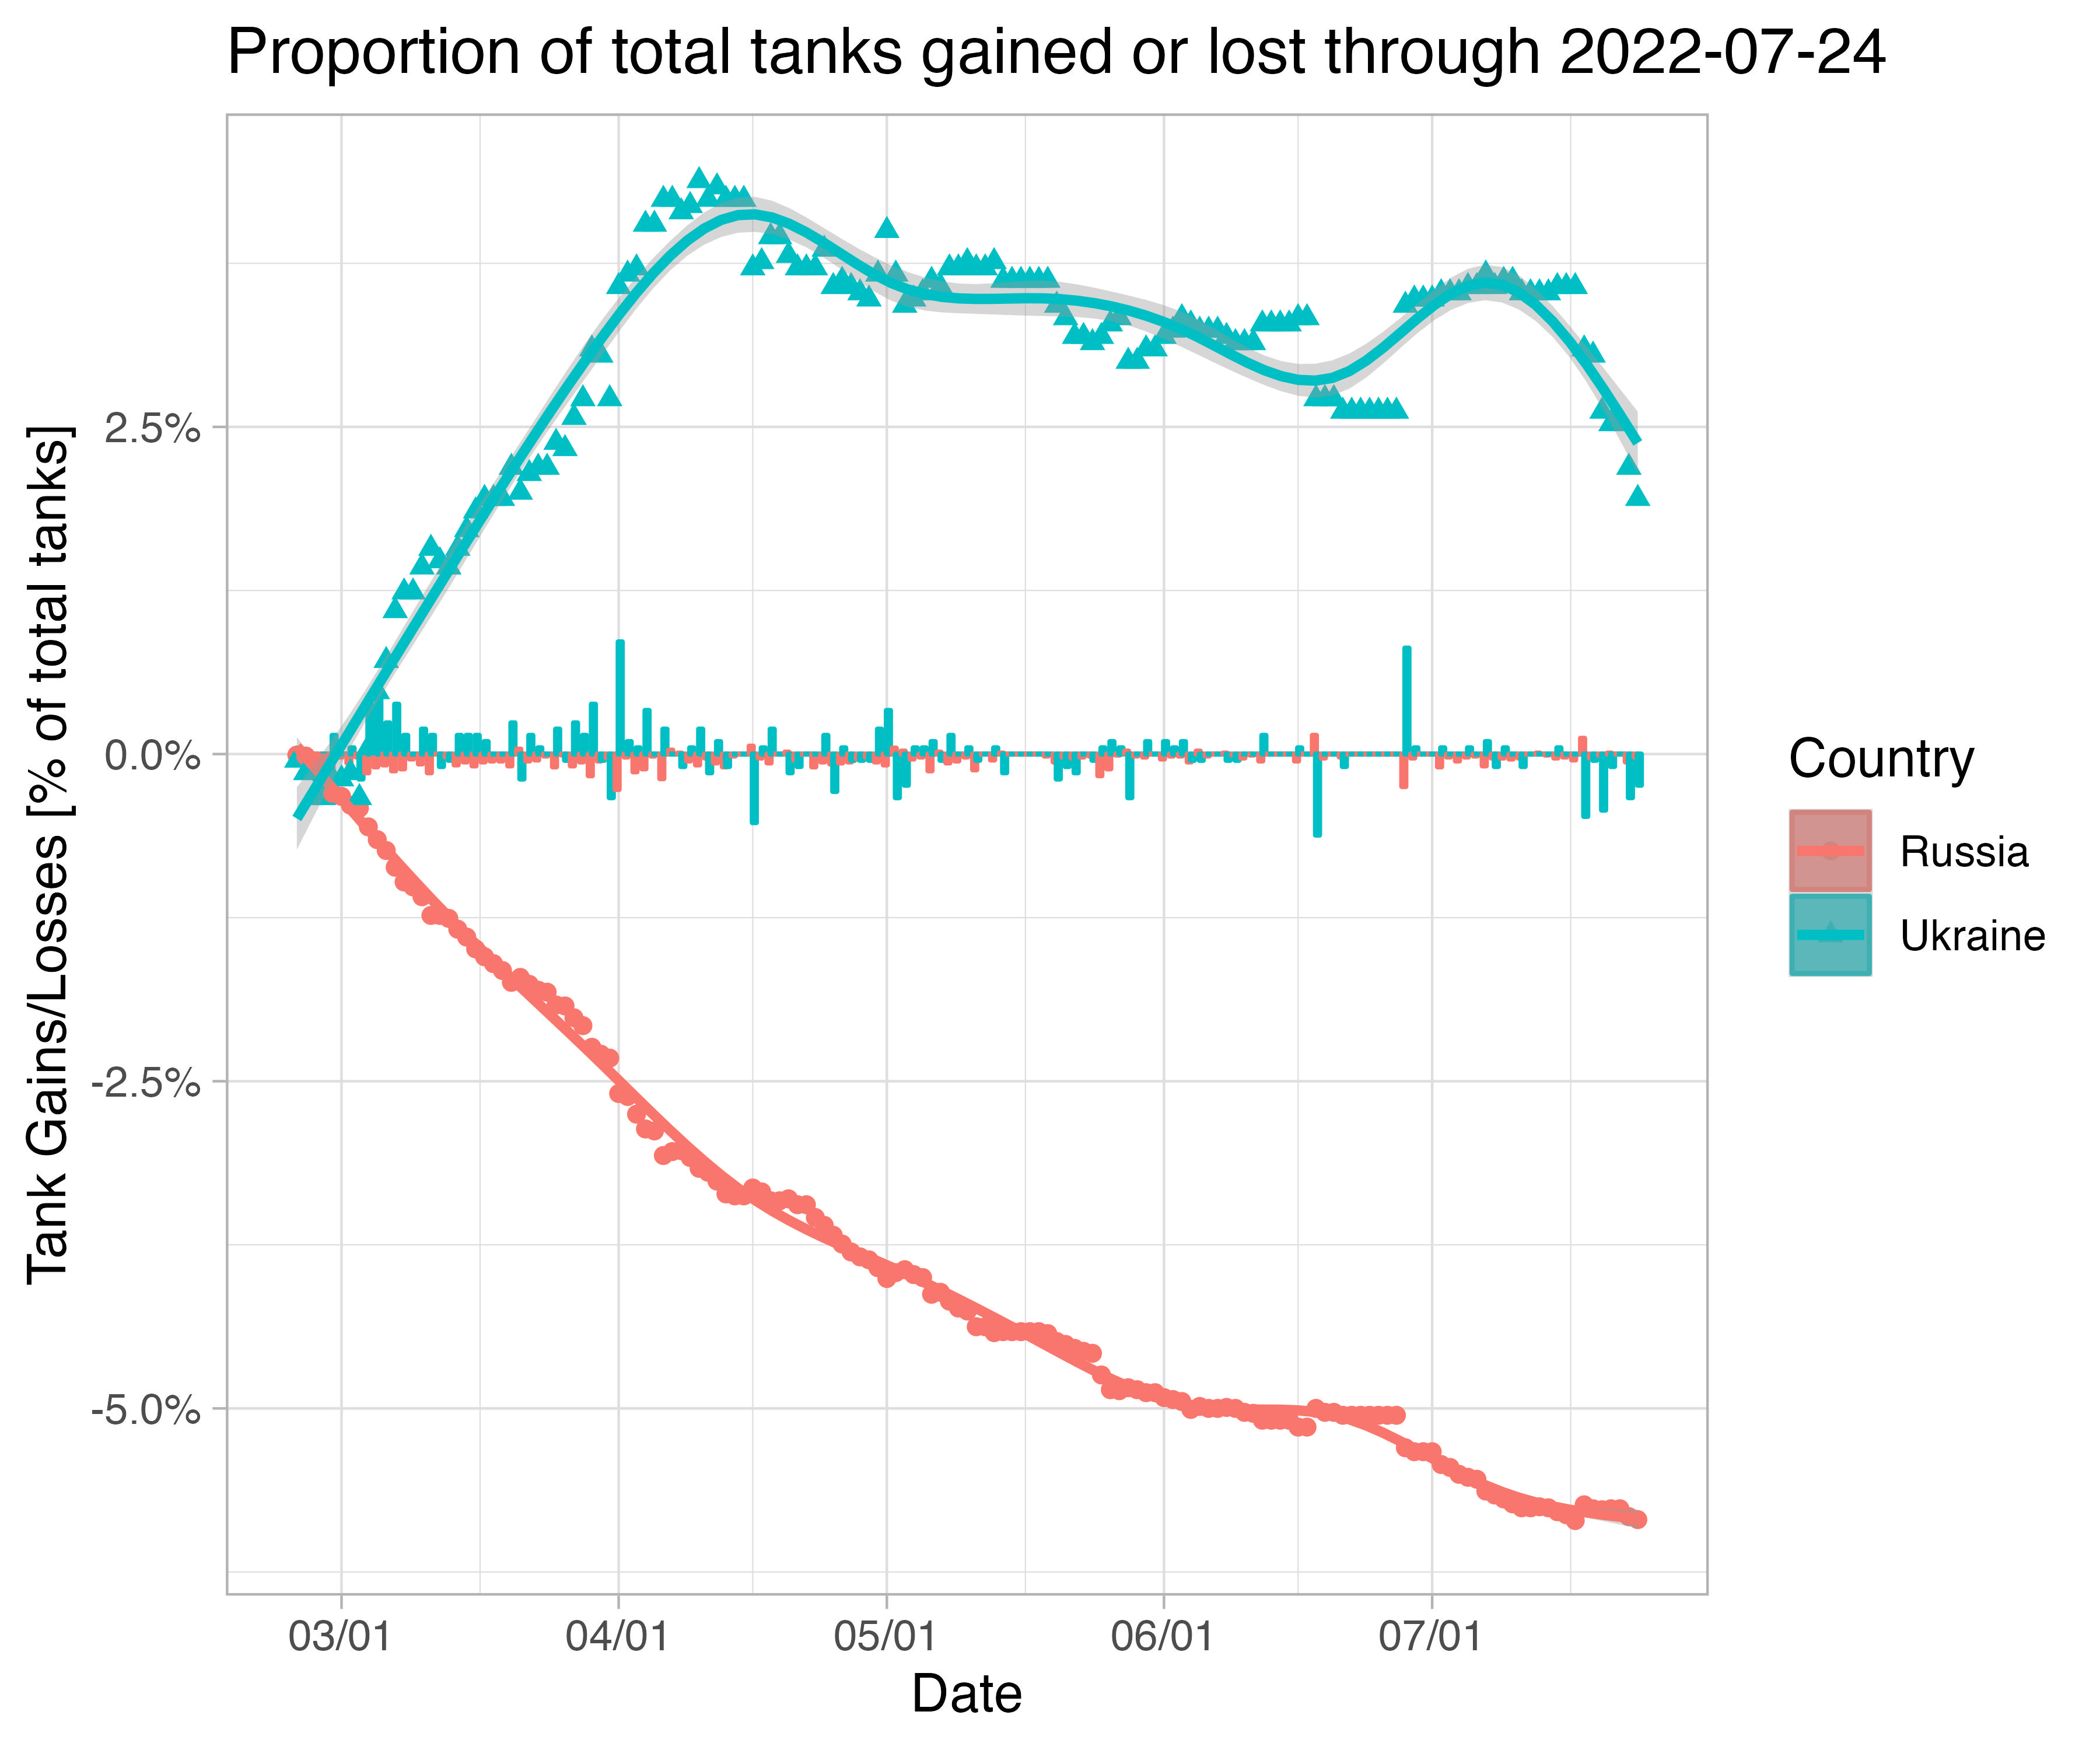 Proportion of total tanks gained or lost through 2022-07-24
Tank Gains/Losses [% of total tanks]
2.5%
0.0%
-2.5%
-5.0%
03/01
04/01
05/01
06/01
07/01
Date
Country
Russia
Ukraine